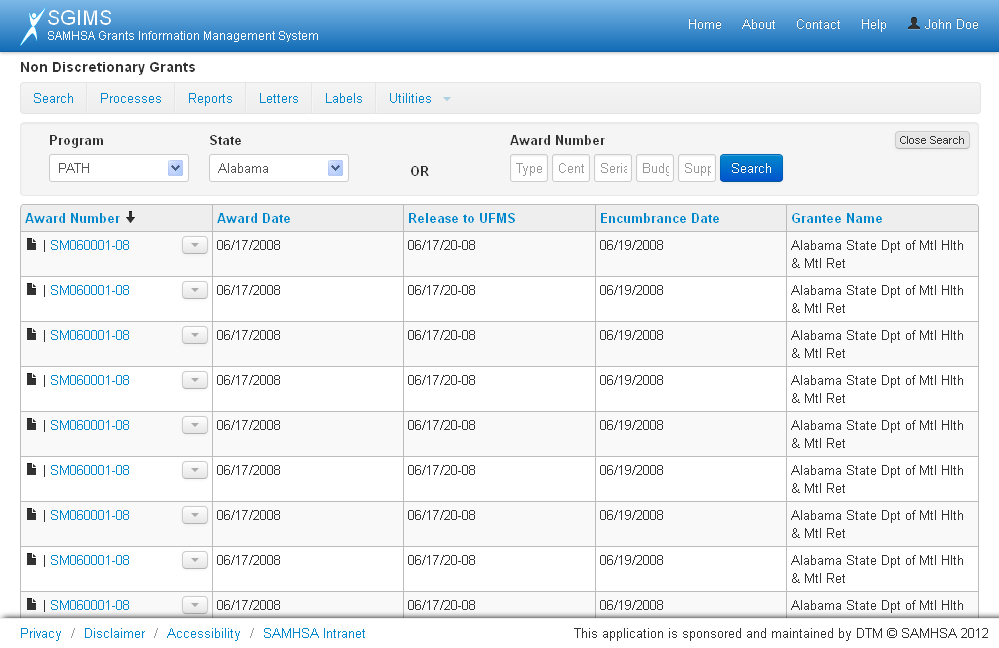 SGIMS
SAMHSA Grants Information Management System
Home About Contact Help John Doe
Non Discretionary Grants
Search Processes Reports Letters Labels Utilities
Program State Award Number Close Search
PATH Alabama OR Type Cent Seria Budg Supp Search
Award Number Award Date Release to UFMS Encumbrance Date Grantee Name
| SM060001-08 06/17/2008 06/17/20-08 06/19/2008 Alabama State Dpt of Mtl Hlth
& Mtl Ret
| SM060001-08 06/17/2008 06/17/20-08 06/19/2008 Alabama State Dpt of Mtl Hlth
& Mtl Ret
| SM060001-08 06/17/2008 06/17/20-08 06/19/2008 Alabama State Dpt of Mtl Hlth
& Mtl Ret
| SM060001-08 06/17/2008 06/17/20-08 06/19/2008 Alabama State Dpt of Mtl Hlth
& Mtl Ret
| SM060001-08 06/17/2008 06/17/20-08 06/19/2008 Alabama State Dpt of Mtl Hlth
& Mtl Ret
| SM060001-08 06/17/2008 06/17/20-08 06/19/2008 Alabama State Dpt of Mtl Hlth
& Mtl Ret
| SM060001-08 06/17/2008 06/17/20-08 06/19/2008 Alabama State Dpt of Mtl Hlth
& Mtl Ret
| SM060001-08 06/17/2008 06/17/20-08 06/19/2008 Alabama State Dpt of Mtl Hlth
& Mtl Ret
| SM060001-08 06/17/2008 06/17/20-08 06/19/2008 Alabama State Dpt of Mtl Hlth
Privacy / Disclaimer / Accessibility / SAMHSA Intranet This application is sponsored and maintained by DTM © SAMHSA 2012